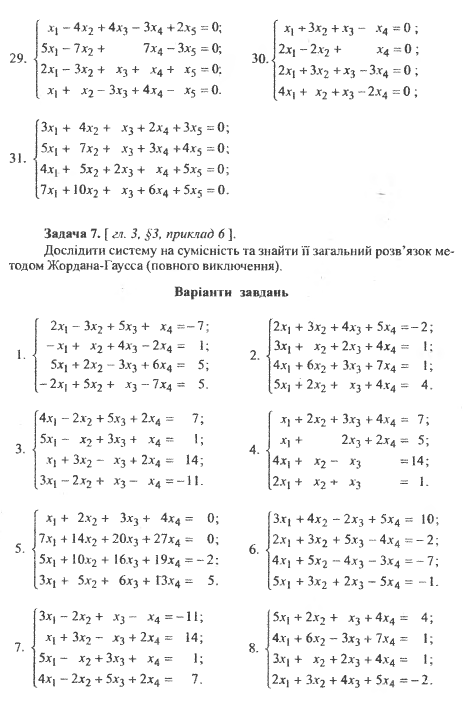 29. { x₁ − 4x₂ + 4x₃ − 3x₄ + 2x₅ = 0;
5x₁ − 7x₂ + 7x₄ − 3x₅ = 0;
2x₁ − 3x₂ + x₃ + x₄ + x₅ = 0;
x₁ + x₂ − 3x₃ + 4x₄ − x₅ = 0.
30. { x₁ + 3x₂ + x₃ − x₄ = 0 ;
2x₁ − 2x₂ + x₄ = 0 ;
2x₁ + 3x₂ + x₃ − 3x₄ = 0 ;
4x₁ + x₂ + x₃ − 2x₄ = 0 ;
31. { 3x₁ + 4x₂ + x₃ + 2x₄ + 3x₅ = 0;
5x₁ + 7x₂ + x₃ + 3x₄ + 4x₅ = 0;
4x₁ + 5x₂ + 2x₃ + x₄ + 5x₅ = 0;
7x₁ + 10x₂ + x₃ + 6x₄ + 5x₅ = 0.
Задача 7. [ гл. 3, §3, приклад 6 ].
Дослідити систему на сумісність та знайти її загальний розв’язок ме-
тодом Жордана-Гаусса (повного виключення).
Варіанти завдань
1. { 2x₁ − 3x₂ + 5x₃ + x₄ = −7;
−x₁ + x₂ + 4x₃ − 2x₄ = 1;
5x₁ + 2x₂ − 3x₃ + 6x₄ = 5;
−2x₁ + 5x₂ + x₃ − 7x₄ = 5.
2. { 2x₁ + 3x₂ + 4x₃ + 5x₄ = −2;
3x₁ + x₂ + 2x₃ + 4x₄ = 1;
4x₁ + 6x₂ + 3x₃ + 7x₄ = 1;
5x₁ + 2x₂ + x₃ + 4x₄ = 4.
3. { 4x₁ − 2x₂ + 5x₃ + 2x₄ = 7;
5x₁ − x₂ + 3x₃ + x₄ = 1;
x₁ + 3x₂ − x₃ + 2x₄ = 14;
3x₁ − 2x₂ + x₃ − x₄ = −11.
4. { x₁ + 2x₂ + 3x₃ + 4x₄ = 7;
x₁ + 2x₃ + 2x₄ = 5;
4x₁ + x₂ − x₃ = 14;
2x₁ + x₂ + x₃ = 1.
5. { x₁ + 2x₂ + 3x₃ + 4x₄ = 0;
7x₁ + 14x₂ + 20x₃ + 27x₄ = 0;
5x₁ + 10x₂ + 16x₃ + 19x₄ = −2;
3x₁ + 5x₂ + 6x₃ + 13x₄ = 5.
6. { 3x₁ + 4x₂ − 2x₃ + 5x₄ = 10;
2x₁ + 3x₂ + 5x₃ − 4x₄ = −2;
4x₁ + 5x₂ − 4x₃ − 3x₄ = −7;
5x₁ + 3x₂ + 2x₃ − 5x₄ = −1.
7. { 3x₁ − 2x₂ + x₃ − x₄ = −11;
x₁ + 3x₂ − x₃ + 2x₄ = 14;
5x₁ − x₂ + 3x₃ + x₄ = 1;
4x₁ − 2x₂ + 5x₃ + 2x₄ = 7.
8. { 5x₁ + 2x₂ + x₃ + 4x₄ = 4;
4x₁ + 6x₂ − 3x₃ + 7x₄ = 1;
3x₁ + x₂ + 2x₃ + 4x₄ = 1;
2x₁ + 3x₂ + 4x₃ + 5x₄ = −2.